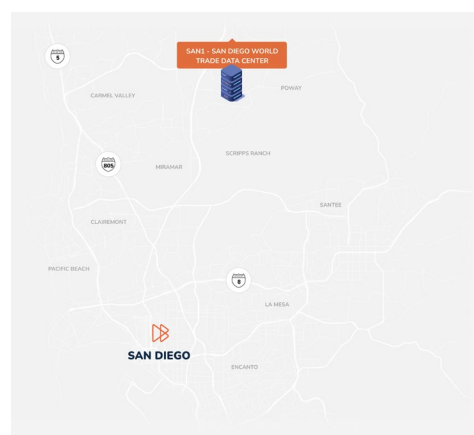 5
SAN1 - SAN DIEGO WORLD
TRADE DATA CENTER
POWAY
CARMEL VALLEY
SCRIPPS RANCH
805
MIRAMAR
SANTEE
CLAIREMONT
PACIFIC BEACH
8
LA MESA
SAN DIEGO
ENCANTO